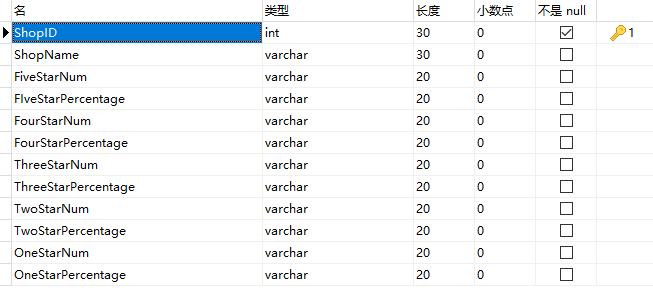 名 类型 长度 小数点 不是 null
ShopID int 30 0 1
ShopName varchar 30 0
FiveStarNum varchar 20 0
FIveStarPercentage varchar 20 0
FourStarNum varchar 20 0
FourStarPercentage varchar 20 0
ThreeStarNum varchar 20 0
ThreeStarPercentage varchar 20 0
TwoStarNum varchar 20 0
TwoStarPercentage varchar 20 0
OneStarNum varchar 20 0
OneStarPercentage varchar 20 0